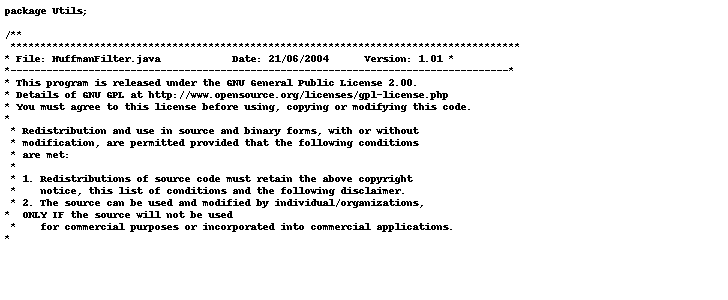 package Utils;
/**
*************************************************************************************
* File: HuffmanFilter.java            Date: 21/06/2004      Version: 1.01 *
*-----------------------------------------------------------------------------------*
* This program is released under the GNU General Public License 2.00.
* Details of GNU GPL at http://www.opensource.org/licenses/gpl-license.php
* You must agree to this license before using, copying or modifying this code.
*
* Redistribution and use in source and binary forms, with or without
* modification, are permitted provided that the following conditions
* are met:
*
* 1. Redistributions of source code must retain the above copyright
*    notice, this list of conditions and the following disclaimer.
* 2. The source can be used and modified by individual/organizations,
*  ONLY IF the source will not be used
*    for commercial purposes or incorporated into commercial applications.
*